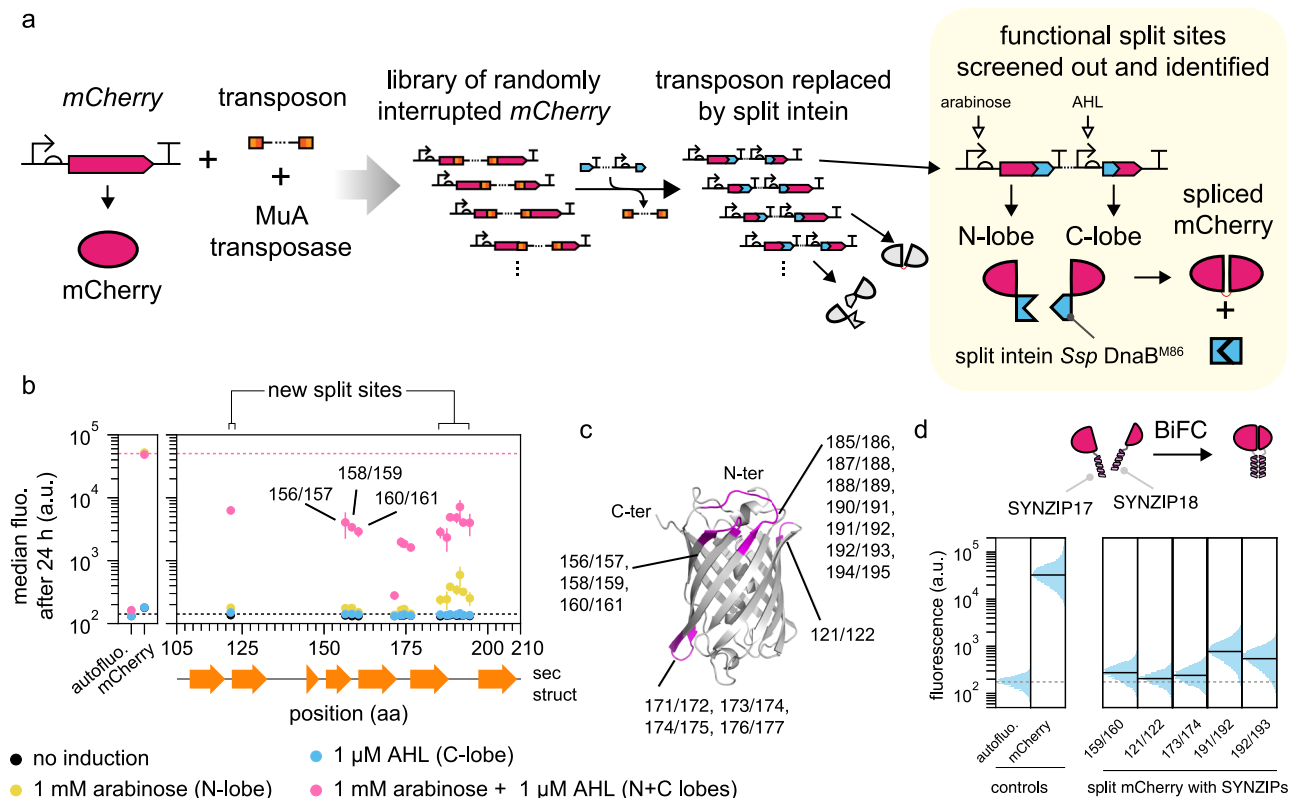 a
mCherry
transposon
library of randomly
interrupted mCherry
transposon replaced
by split intein
functional split sites
screened out and identified
arabinose
AHL
+
+
MuA
transposase
mCherry
N-lobe
C-lobe
spliced
mCherry
+
split intein Ssp DnaB^M86
b
new split sites
median fluo.
after 24 h (a.u.)
10^5
10^4
10^3
10^2
156/157
158/159
160/161
autofluo.
mCherry
105
125
150
175
200
210
sec
struct
position (aa)
no induction
1 mM arabinose (N-lobe)
1 µM AHL (C-lobe)
1 mM arabinose + 1 µM AHL (N+C lobes)
c
N-ter
C-ter
185/186,
187/188,
188/189,
190/191,
191/192,
192/193,
194/195
156/157,
158/159,
160/161
121/122
171/172, 173/174,
174/175, 176/177
d
BiFC
SYNZIP17
SYNZIP18
fluorescence (a.u.)
10^5
10^4
10^3
10^2
autofluo.
mCherry
controls
159/160
121/122
173/174
191/192
192/193
split mCherry with SYNZIPs